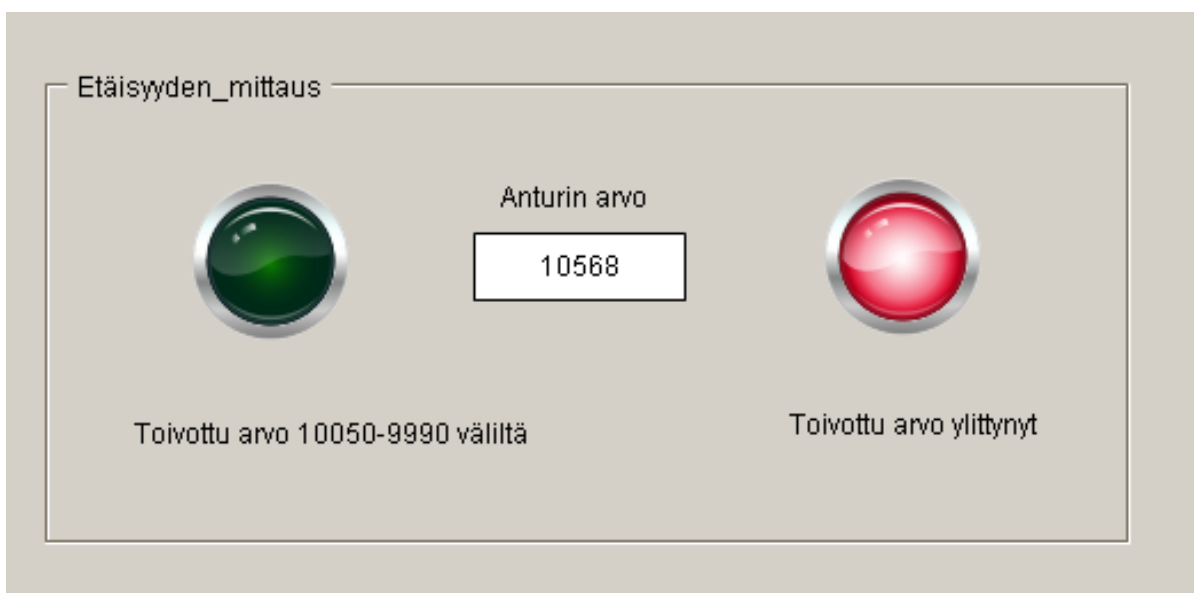 Etäisyyden_mittaus
Anturin arvo
10568
Toivottu arvo 10050-9990 väliltä
Toivottu arvo ylittynyt